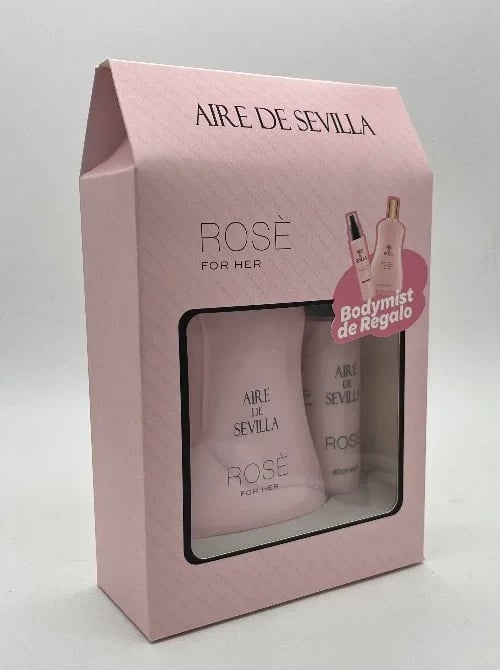 AIRE DE SEVILLA
ROSÈ
FOR HER
Bodymist
de Regalo
AIRE
DE
SEVILLA
ROSÈ
FOR HER
AIRE
DE
SEVILLA
ROSÈ